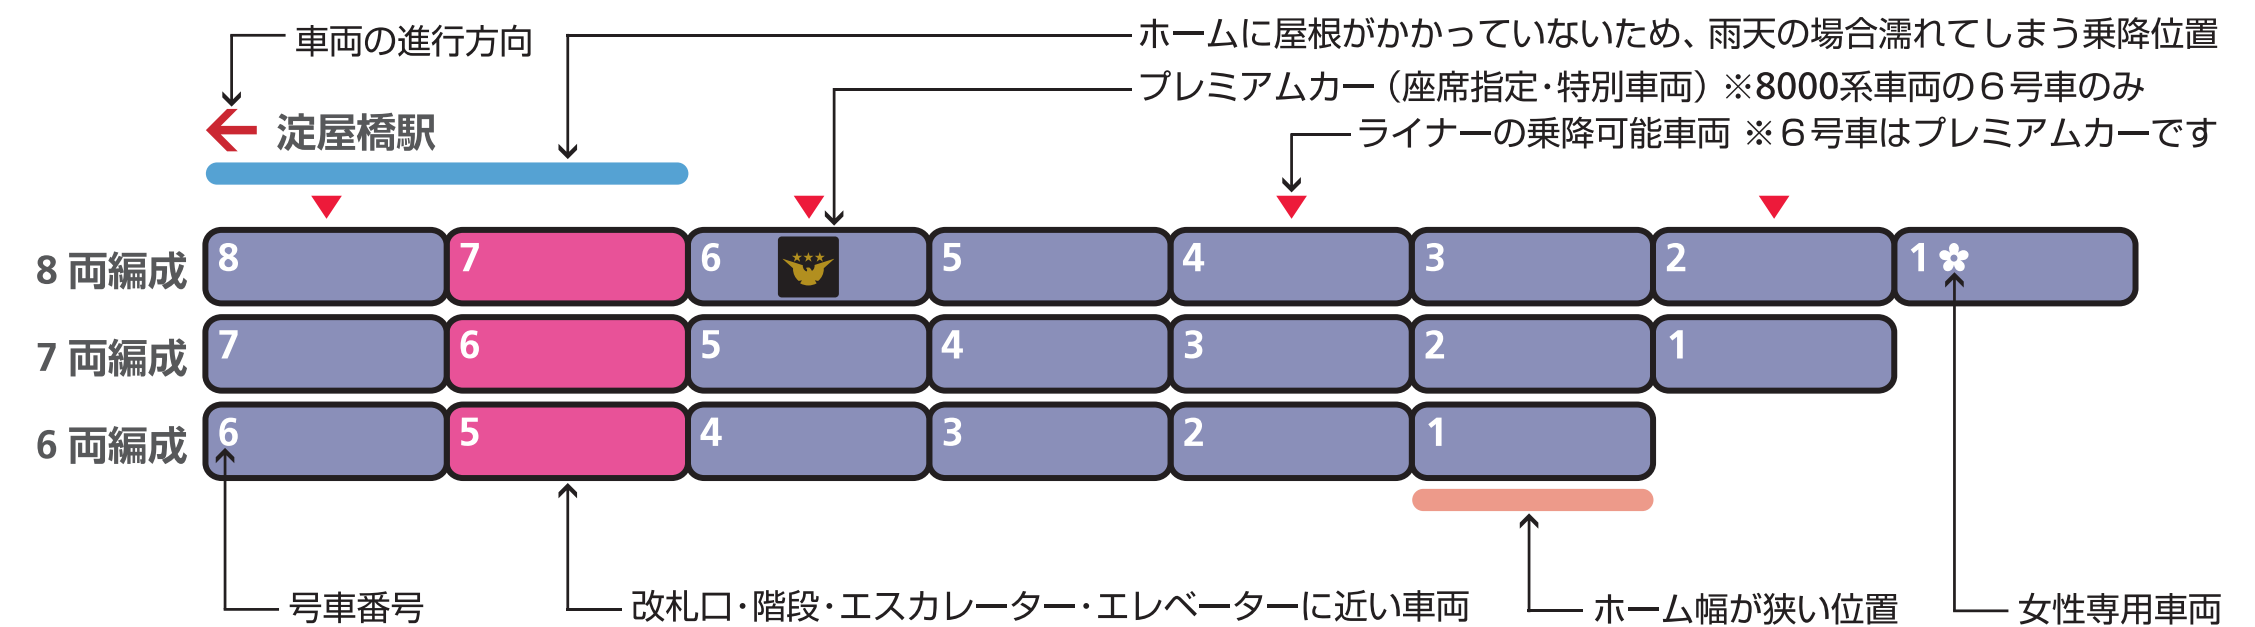 車両の進行方向
ホームに屋根がかかっていないため、雨天の場合濡れてしまう乗降位置
プレミアムカー（座席指定・特別車両）※8000系車両の６号車のみ
淀屋橋駅
ライナーの乗降可能車両 ※６号車はプレミアムカーです
8 両編成 8 7 6 5 4 3 2 1
7 両編成 7 6 5 4 3 2 1
6 両編成 6 5 4 3 2 1
号車番号
改札口・階段・エスカレーター・エレベーターに近い車両
ホーム幅が狭い位置
女性専用車両